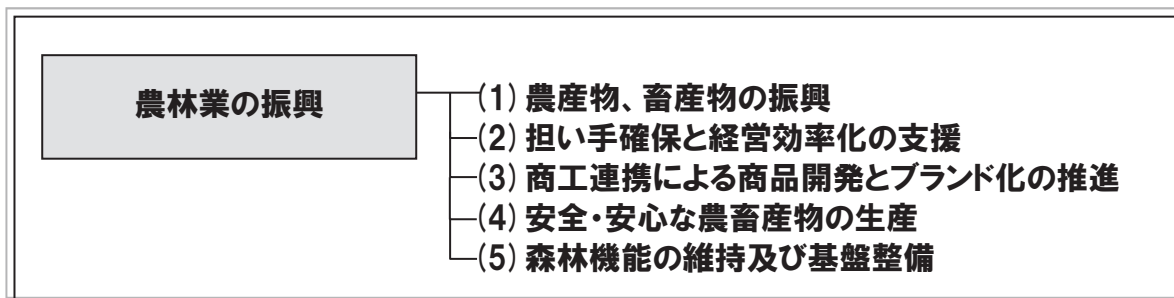 農林業の振興
(1) 農産物、畜産物の振興
(2) 担い手確保と経営効率化の支援
(3) 商工連携による商品開発とブランド化の推進
(4) 安全・安心な農畜産物の生産
(5) 森林機能の維持及び基盤整備